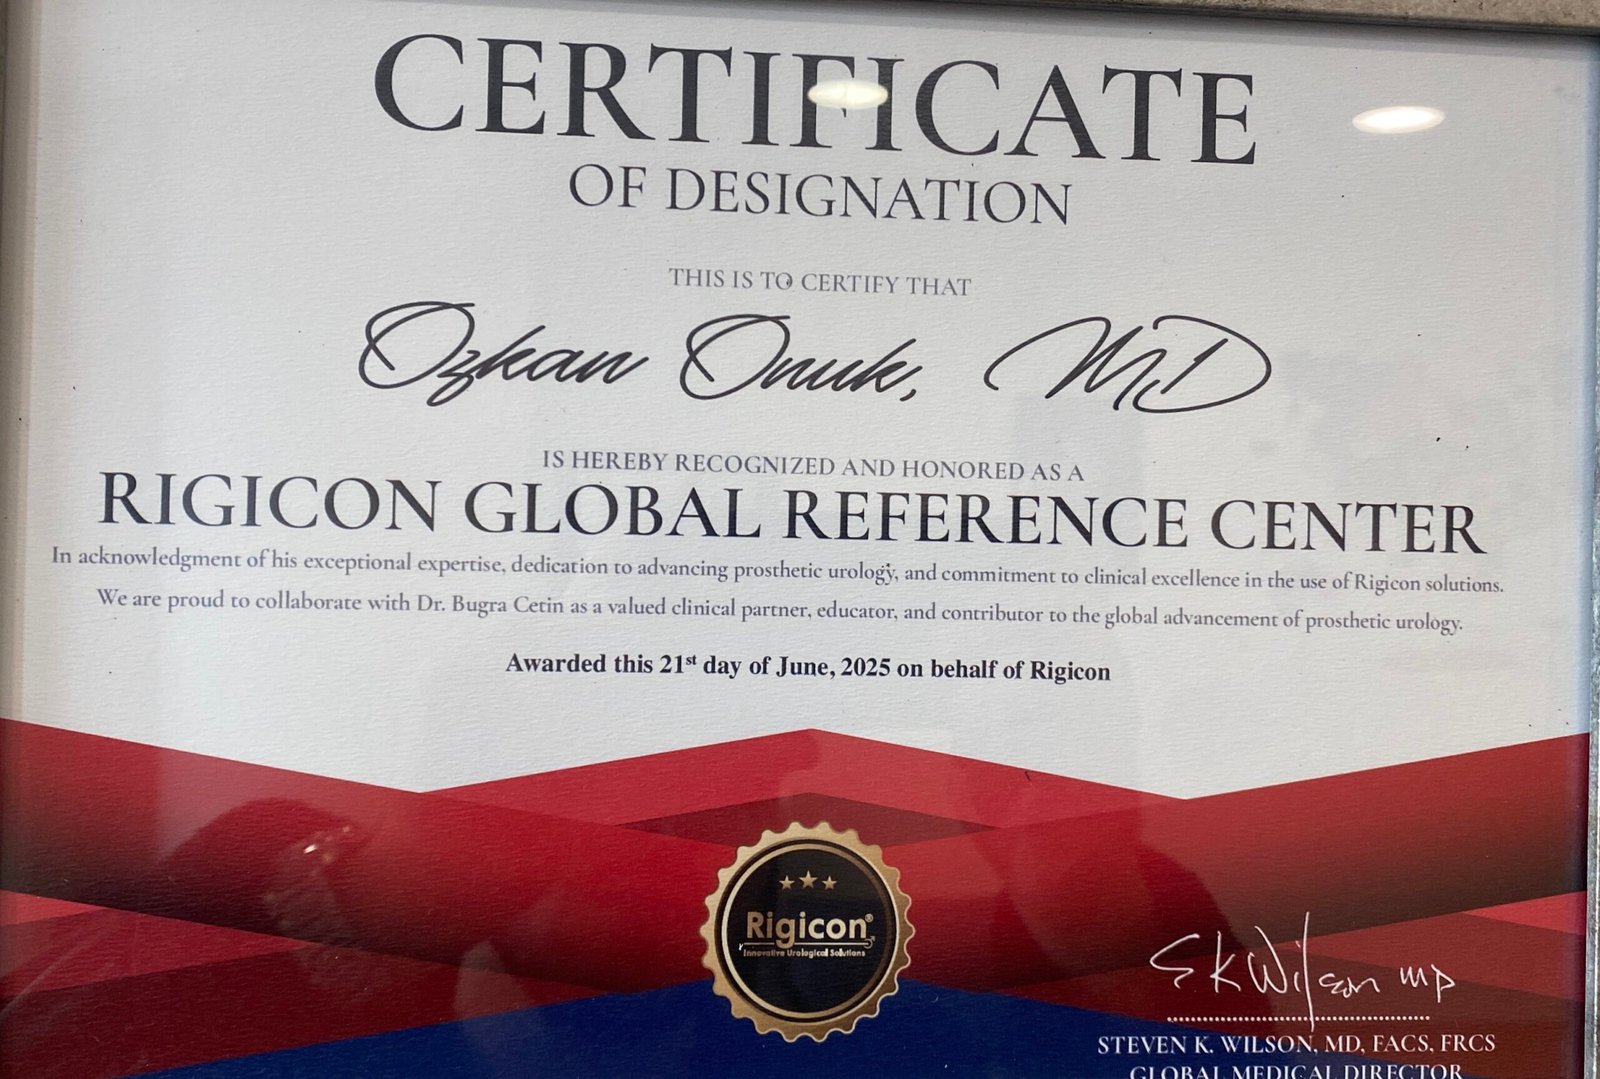 CERTIFICATE
OF DESIGNATION
THIS IS TO CERTIFY THAT
Ozkan Onuk, MD
IS HEREBY RECOGNIZED AND HONORED AS A
RIGICON GLOBAL REFERENCE CENTER
In acknowledgment of his exceptional expertise, dedication to advancing prosthetic urology, and commitment to clinical excellence in the use of Rigicon solutions.
We are proud to collaborate with Dr. Bugra Cetin as a valued clinical partner, educator, and contributor to the global advancement of prosthetic urology.
Awarded this 21st day of June, 2025 on behalf of Rigicon
Rigicon®
Innovative Urological Solutions
S K Wilson MD
STEVEN K. WILSON, MD, FACS, FRCS
GLOBAL MEDICAL DIRECTOR